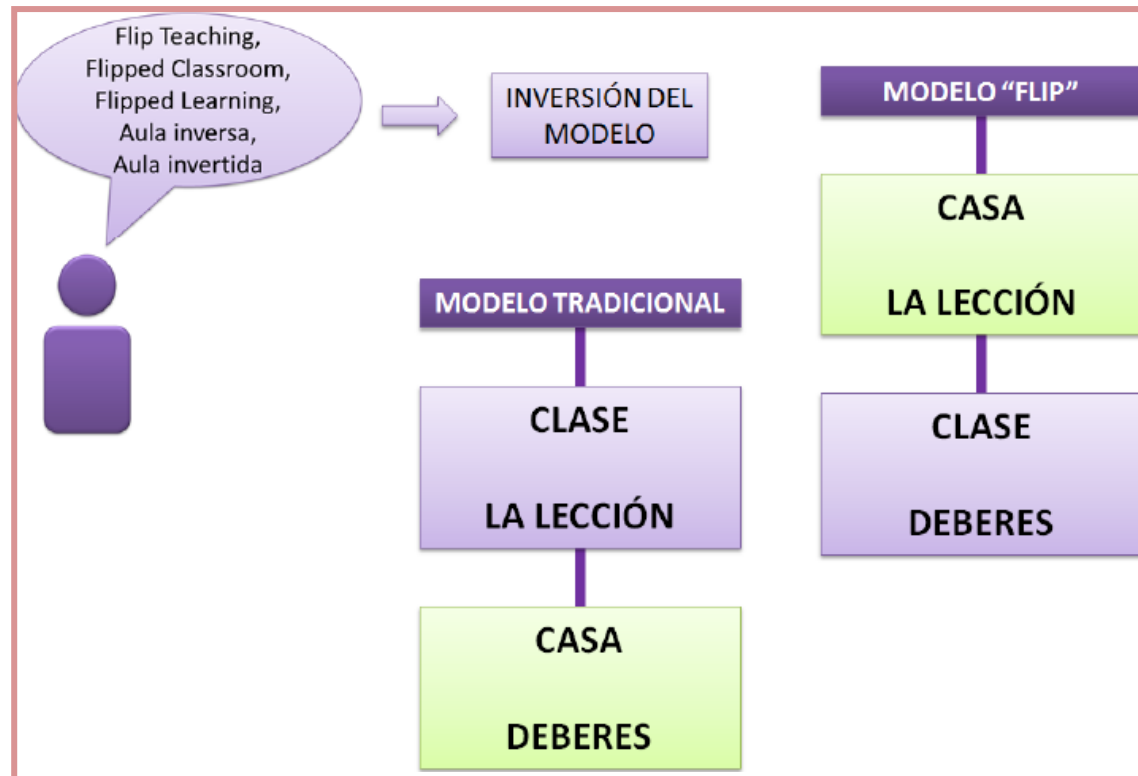 Flip Teaching,
Flipped Classroom,
Flipped Learning,
Aula inversa,
Aula invertida
INVERSIÓN DEL
MODELO
MODELO TRADICIONAL
CLASE
LA LECCIÓN
CASA
DEBERES
MODELO “FLIP”
CASA
LA LECCIÓN
CLASE
DEBERES